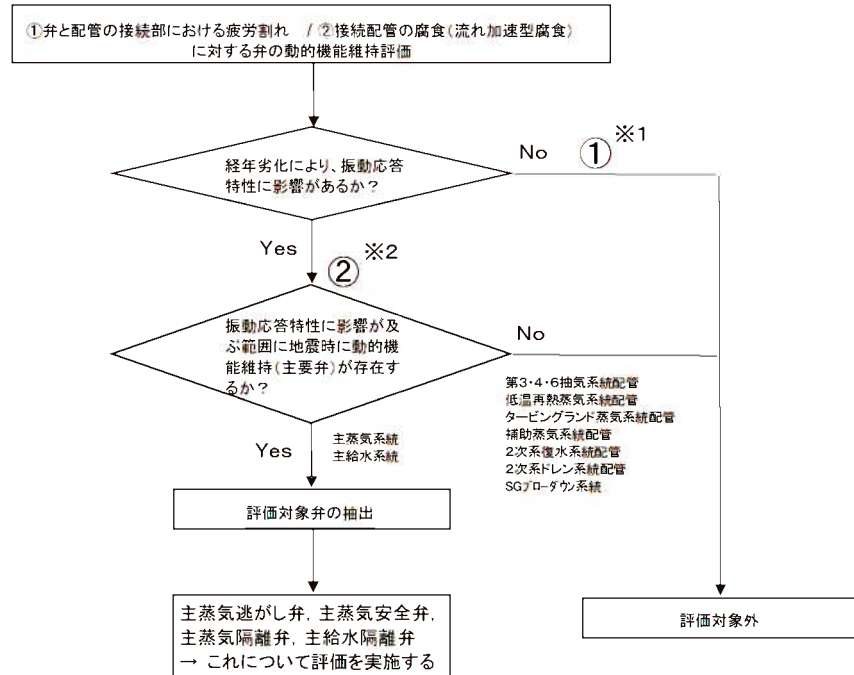 ①弁と配管の接続部における疲労割れ / ②接続配管の腐食(流れ加速型腐食)
に対する弁の動的機能維持評価
経年劣化により、振動応答
特性に影響があるか？
No ①※1
Yes
②※2
振動応答特性に影響が及
ぶ範囲に地震時に動的機
能維持(主要弁)が存在す
るか？
No
第3・4・6抽気系統配管
低温再熱蒸気系統配管
タービングランド蒸気系統配管
補助蒸気系統配管
2次系復水系統配管
2次系ドレン系統配管
SGブローダウン系統
Yes
主蒸気系統
主給水系統
評価対象弁の抽出
主蒸気逃がし弁, 主蒸気安全弁,
主蒸気隔離弁, 主給水隔離弁
→ これについて評価を実施する
評価対象外